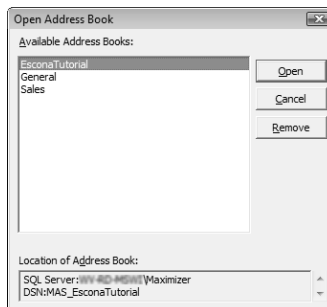 Open Address Book
Available Address Books:
EsconaTutorial
General
Sales
Open
Cancel
Remove
Location of Address Book:
SQL Server: \Maximizer
DSN:MAS_EsconaTutorial